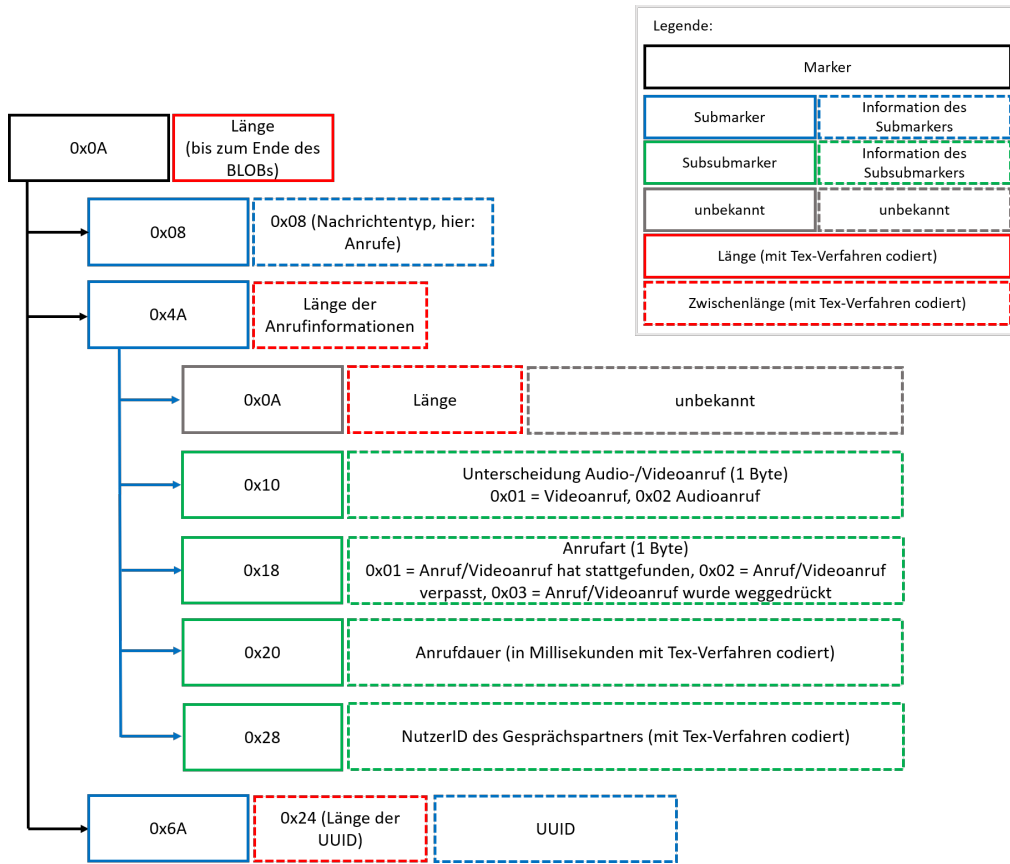 Legende:
Marker
Submarker
Information des
Submarkers
Subsubmarker
Information des
Subsubmarkers
unbekannt
unbekannt
Länge (mit Tex-Verfahren codiert)
Zwischenlänge (mit Tex-Verfahren codiert)
0x0A
Länge
(bis zum Ende des
BLOBs)
0x08
0x08 (Nachrichtentyp, hier:
Anrufe)
0x4A
Länge der
Anrufinformationen
0x0A
Länge
unbekannt
0x10
Unterscheidung Audio-/Videoanruf (1 Byte)
0x01 = Videoanruf, 0x02 Audioanruf
0x18
Anrufart (1 Byte)
0x01 = Anruf/Videoanruf hat stattgefunden, 0x02 = Anruf/Videoanruf
verpasst, 0x03 = Anruf/Videoanruf wurde weggedrückt
0x20
Anrufdauer (in Millisekunden mit Tex-Verfahren codiert)
0x28
NutzerID des Gesprächspartners (mit Tex-Verfahren codiert)
0x6A
0x24 (Länge der
UUID)
UUID